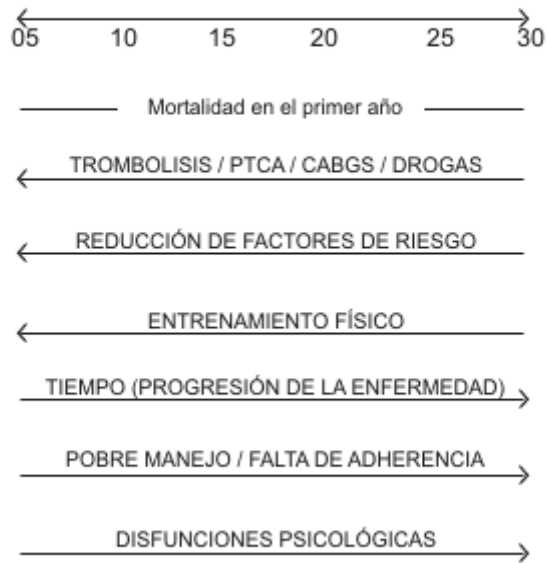 05 10 15 20 25 30
Mortalidad en el primer año
TROMBOLISIS / PTCA / CABGS / DROGAS
REDUCCIÓN DE FACTORES DE RIESGO
ENTRENAMIENTO FÍSICO
TIEMPO (PROGRESIÓN DE LA ENFERMEDAD)
POBRE MANEJO / FALTA DE ADHERENCIA
DISFUNCIONES PSICOLÓGICAS